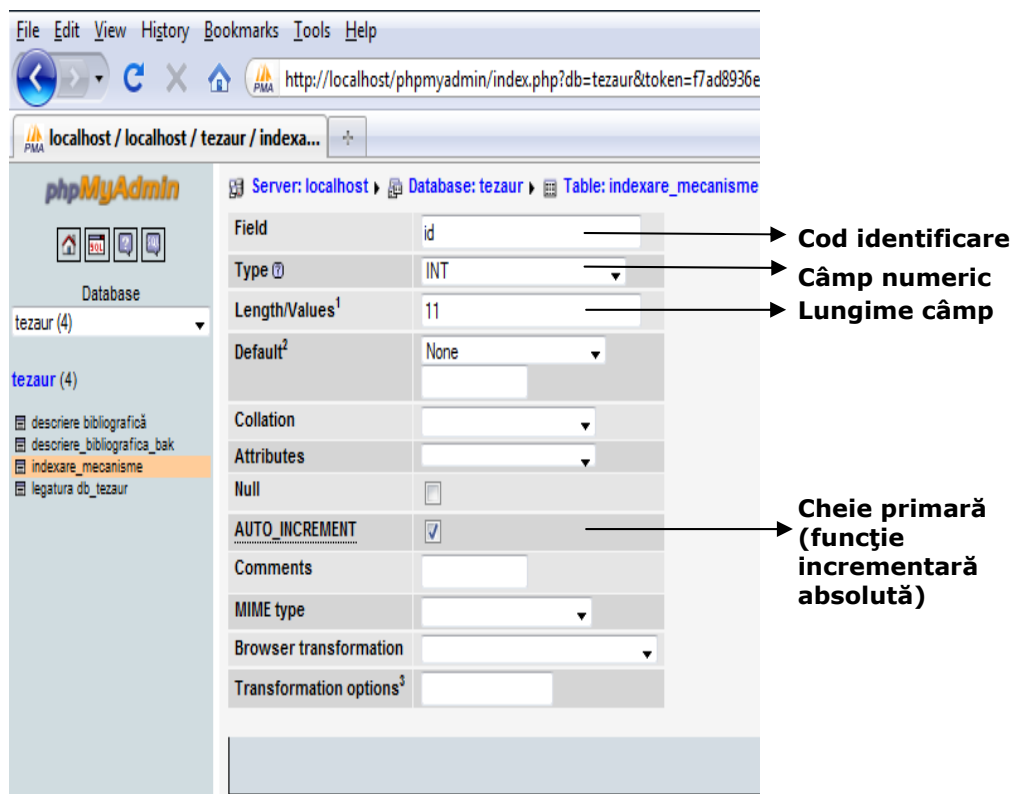 File Edit View History Bookmarks Tools Help
PMA http://localhost/phpmyadmin/index.php?db=tezaur&token=f7ad8936e
PMA localhost / localhost / tezaur / indexa...
phpMyAdmin
SQL
Database
tezaur (4)
tezaur (4)
descriere bibliografică
descriere_bibliografica_bak
indexare_mecanisme
legatura db_tezaur
Server: localhost Database: tezaur Table: indexare_mecanisme
Field id
Type INT
Length/Values1 11
Default2 None
Collation
Attributes
Null
AUTO_INCREMENT
Comments
MIME type
Browser transformation
Transformation options3
Cod identificare
Câmp numeric
Lungime câmp
Cheie primară
(funcţie
incrementară
absolută)